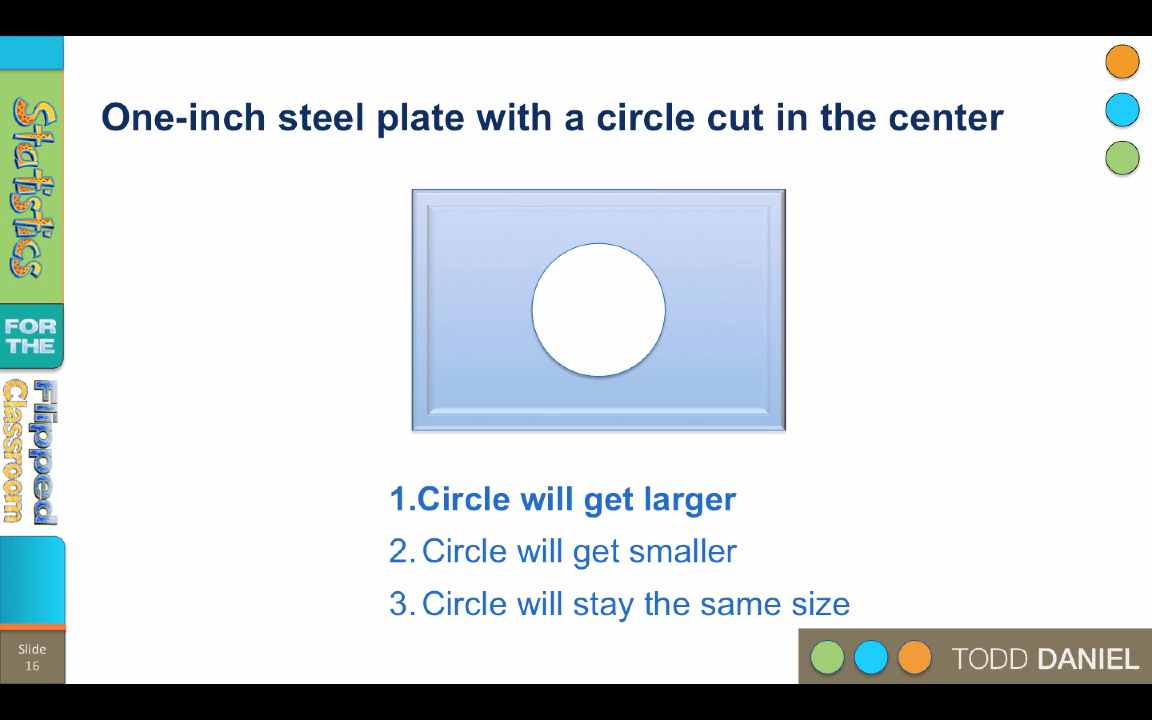 One-inch steel plate with a circle cut in the center
Statistics
FOR
THE
Flipped
Classroom
1.Circle will get larger
2. Circle will get smaller
3. Circle will stay the same size
Slide
16
TODD DANIEL